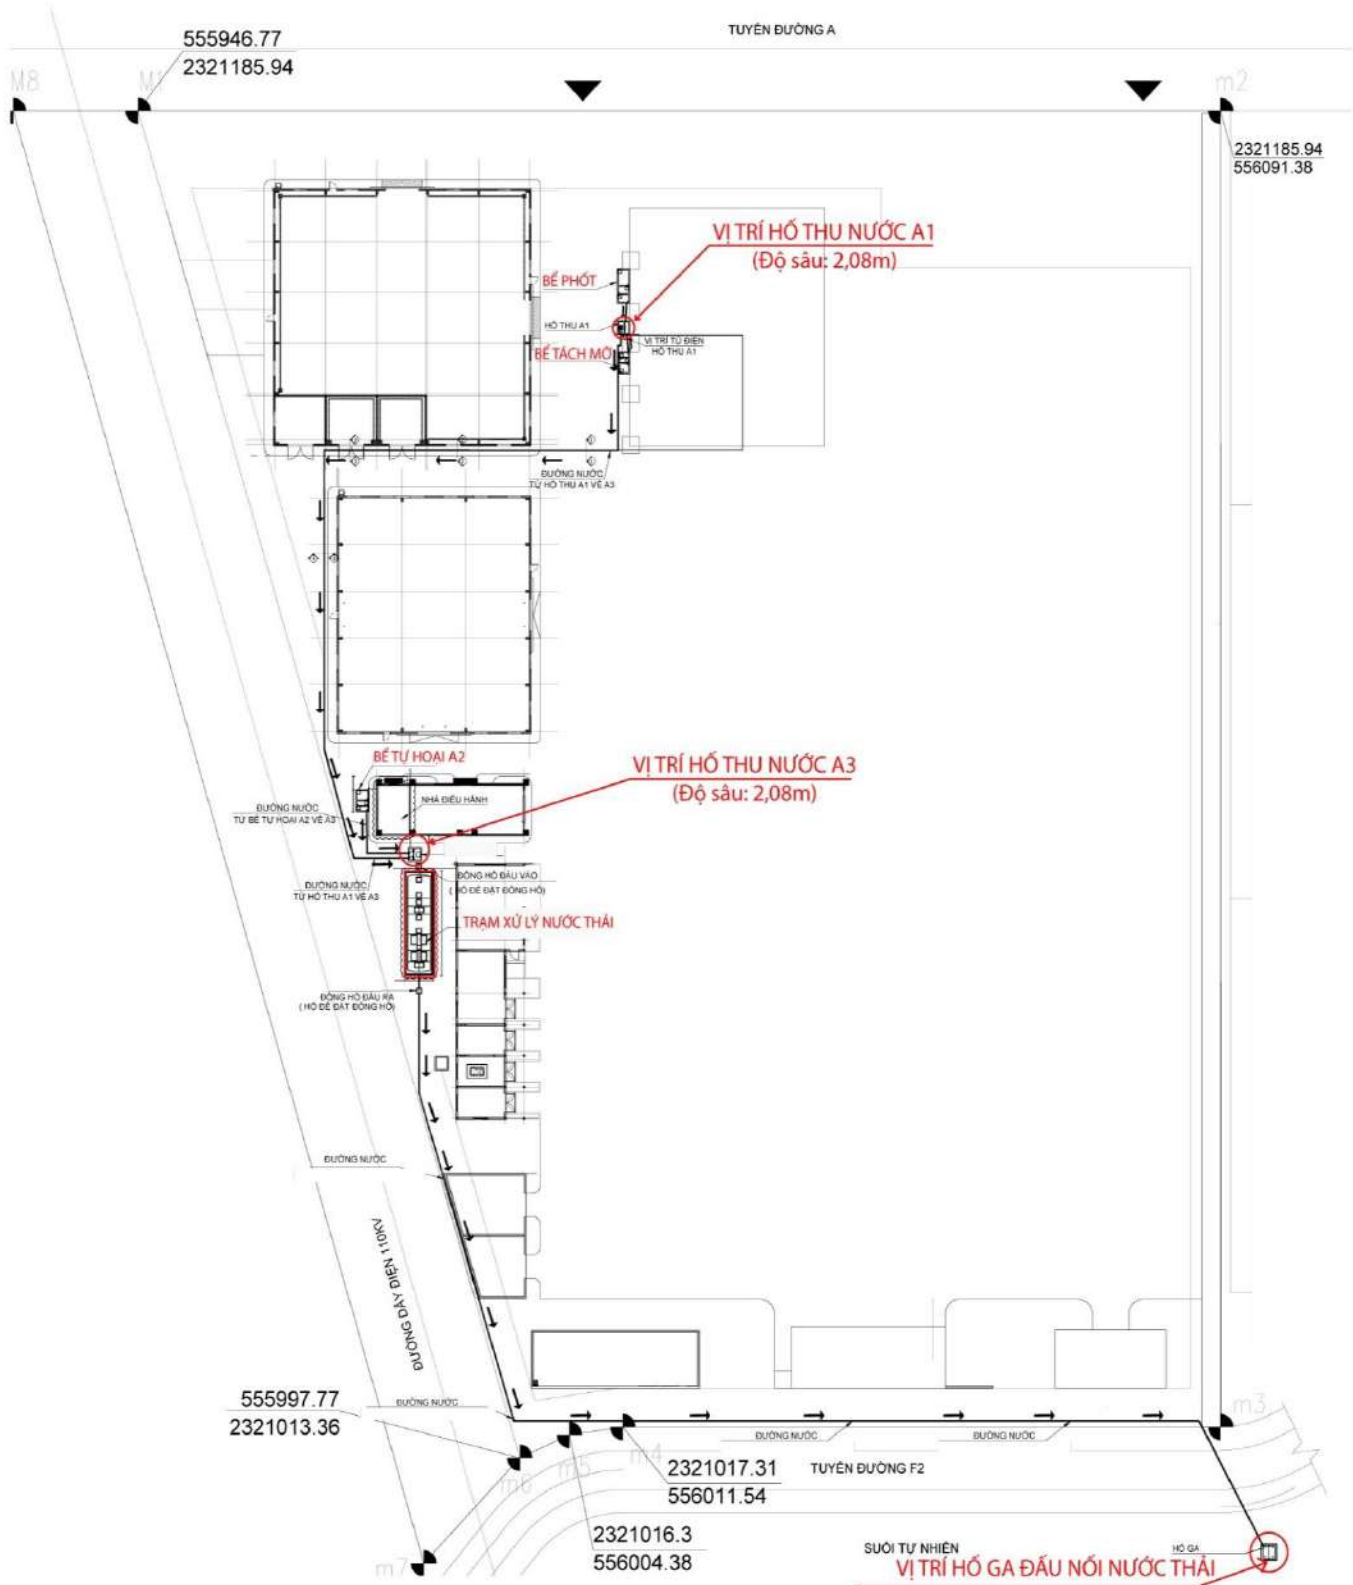 TUYẾN ĐƯỜNG A
555946.77
2321185.94
M8
M1
m2
2321185.94
556091.38
VỊ TRÍ HỐ THU NƯỚC A1
(Độ sâu: 2,08m)
BỂ PHỐT
HỐ THU A1
VỊ TRÍ TỦ ĐIỆN
HỐ THU A1
BỂ TÁCH MỠ
ĐƯỜNG NƯỚC
TỪ HỐ THU A1 VỀ A3
BỂ TỰ HOẠI A2
VỊ TRÍ HỐ THU NƯỚC A3
(Độ sâu: 2,08m)
NHÀ ĐIỀU HÀNH
ĐƯỜNG NƯỚC
TỪ BỂ TỰ HOẠI A2 VỀ A3
ĐỒNG HỒ ĐẦU VÀO
( HỐ ĐỂ ĐẶT ĐỒNG HỒ)
ĐƯỜNG NƯỚC
TỪ HỐ THU A1 VỀ A3
TRẠM XỬ LÝ NƯỚC THẢI
ĐỒNG HỒ ĐẦU RA
( HỐ ĐỂ ĐẶT ĐỒNG HỒ)
ĐƯỜNG NƯỚC
ĐƯỜNG DÂY ĐIỆN 110KV
555997.77
2321013.36
ĐƯỜNG NƯỚC
m3
ĐƯỜNG NƯỚC
ĐƯỜNG NƯỚC
m4
m5
m6
2321017.31
556011.54
TUYẾN ĐƯỜNG F2
2321016.3
556004.38
m7
SUỐI TỰ NHIÊN
HỐ GA
VỊ TRÍ HỐ GA ĐẤU NỐI NƯỚC THẢI